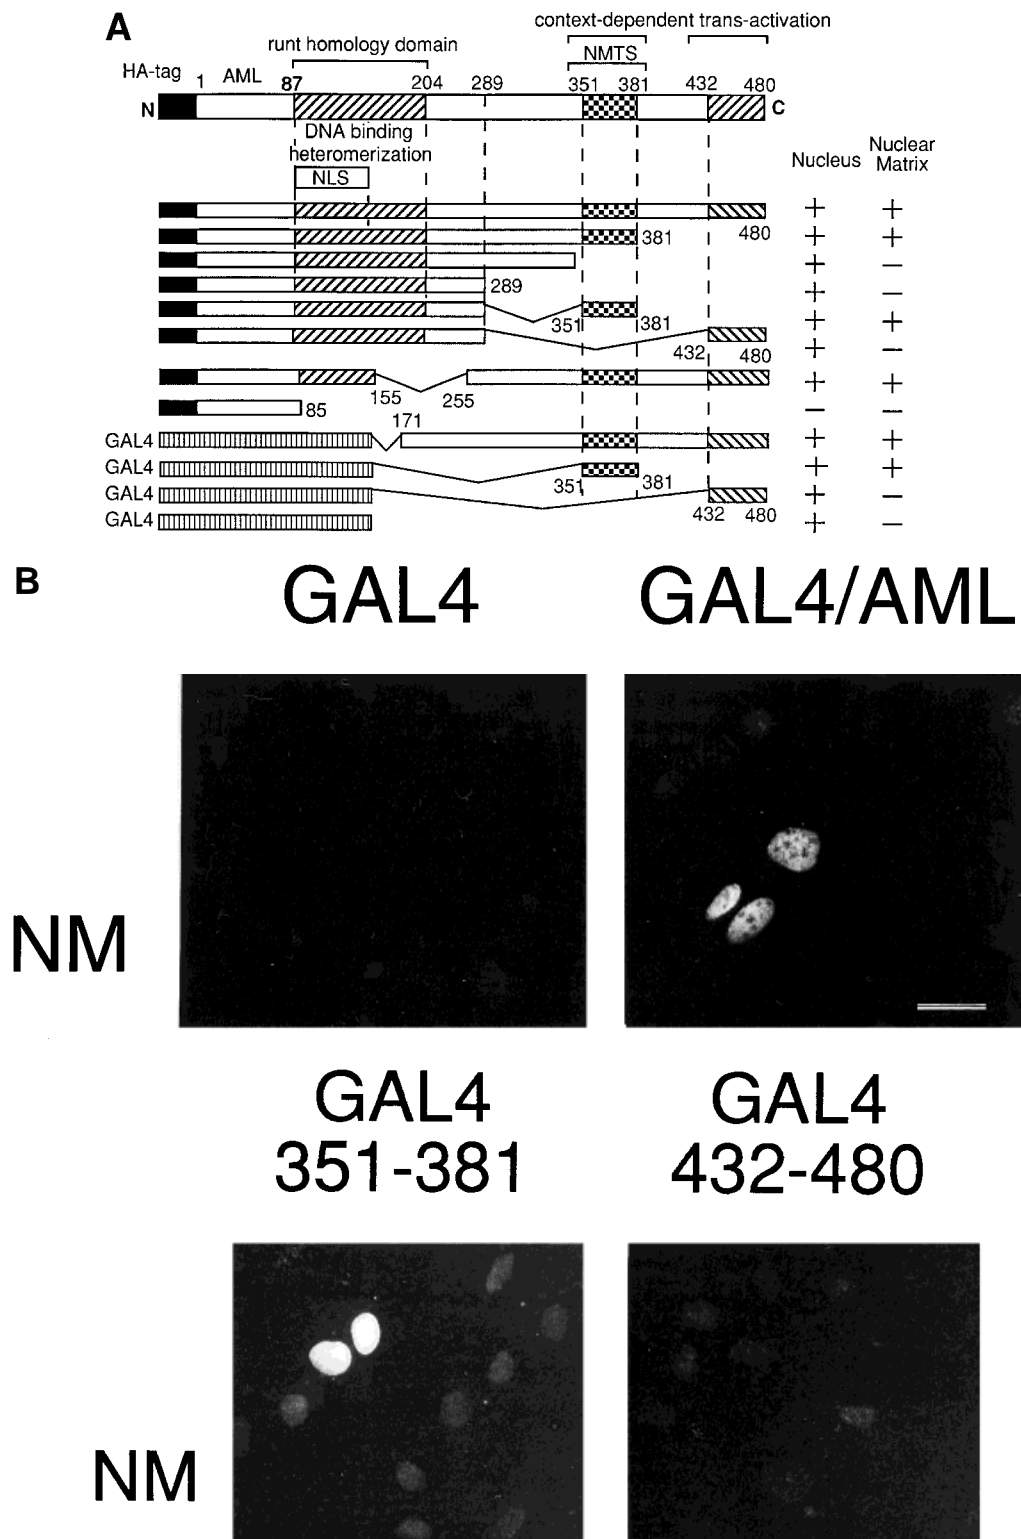 A
context-dependent trans-activation
runt homology domain
NMTS
HA-tag 1 AML 87 204 289 351 381 432 480
N C
DNA binding
heteromerization
NLS
Nucleus Nuclear Matrix
+ +
480
381 + +
+ −
289 + −
351 381 + +
432 480 + −
155 255 + +
85 − −
171
GAL4 + +
GAL4 351 381 + +
GAL4 + −
432 480
GAL4 + −
B
GAL4 GAL4/AML
NM
GAL4 GAL4
351-381 432-480
NM